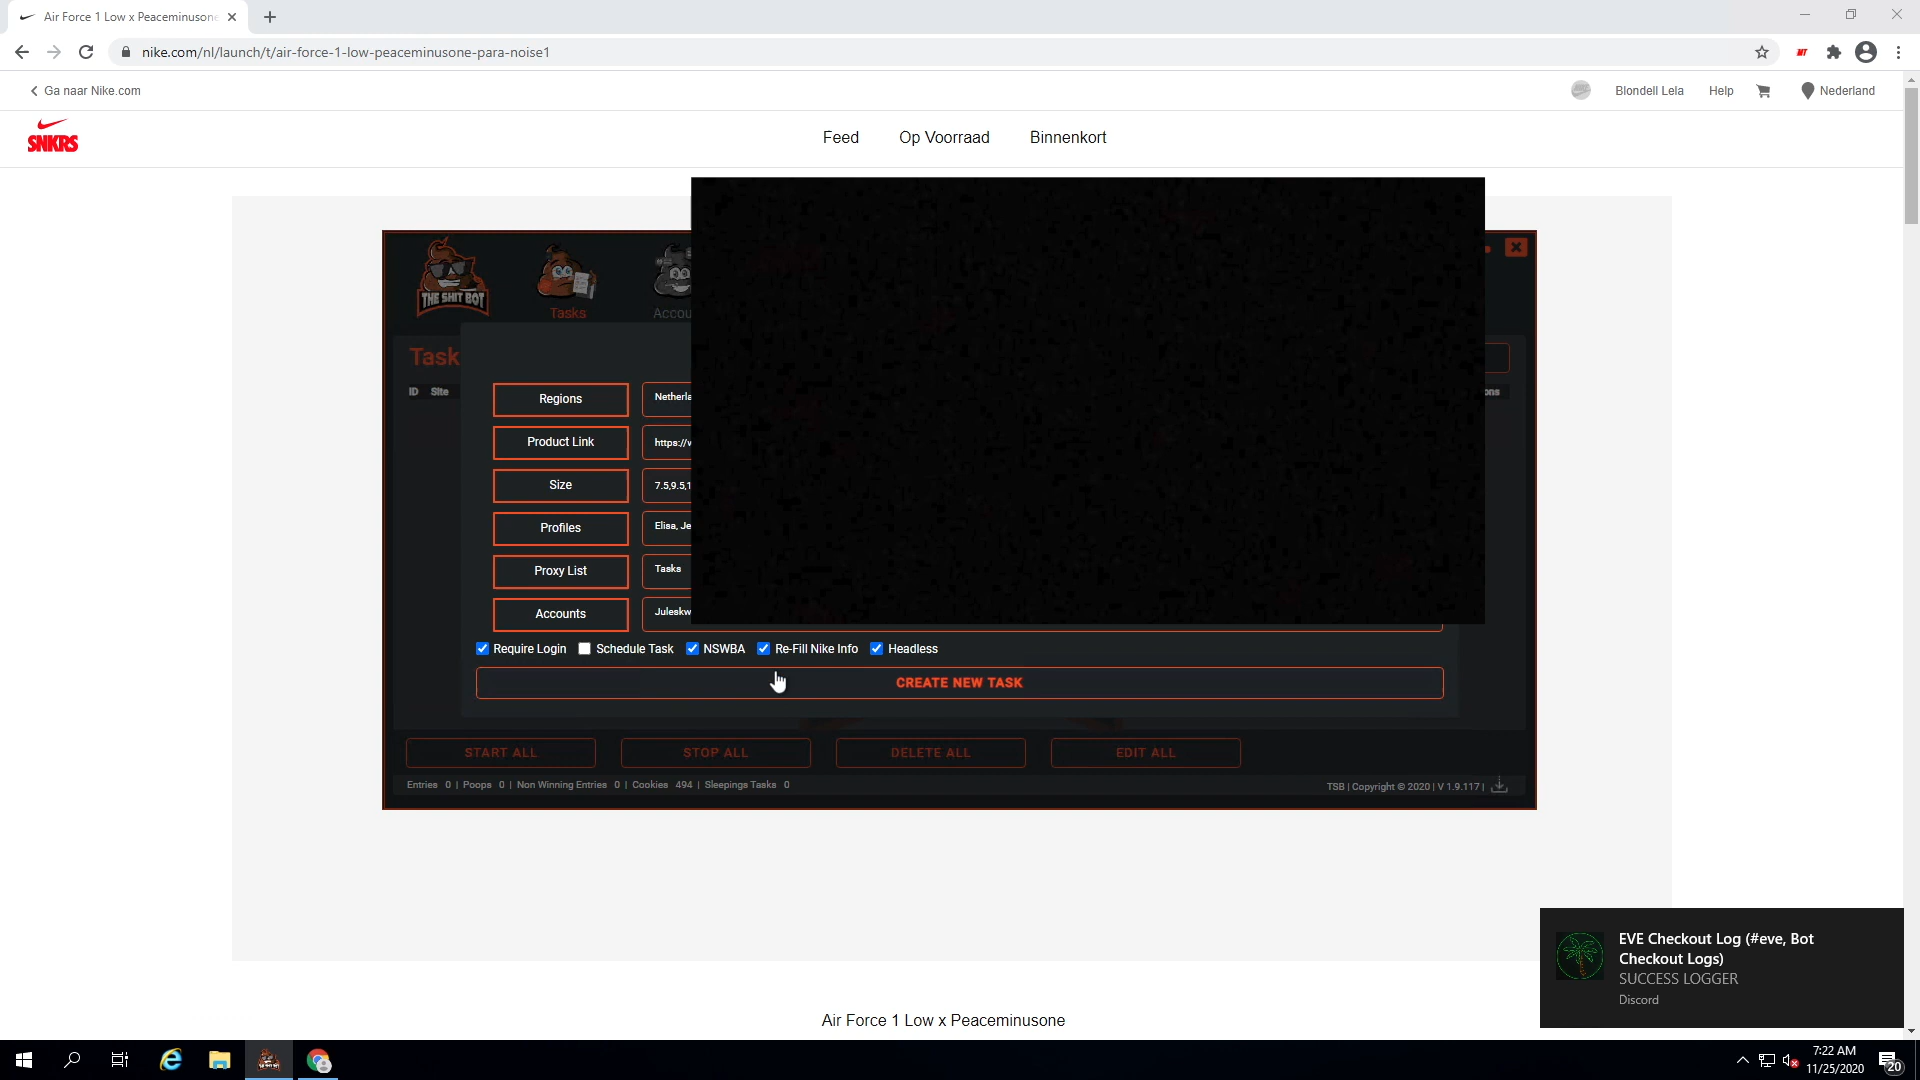 Air Force 1 Low x Peaceminusone
nike.com/nl/launch/t/air-force-1-low-peaceminusone-para-noise1
Ga naar Nike.com
Blondell Lela
Help
Nederland
SNKRS
Feed
Op Voorraad
Binnenkort
THE SHIT BOT
Tasks
Accou
Task
ID Site
ons
Regions
Netherla
Product Link
https://v
Size
7.5,9.5,1
Profiles
Elisa, Je
Proxy List
Tasks
Accounts
Juleskw
Require Login
Schedule Task
NSWBA
Re-Fill Nike Info
Headless
CREATE NEW TASK
START ALL
STOP ALL
DELETE ALL
EDIT ALL
Entries 0 | Poops 0 | Non Winning Entries 0 | Cookies 494 | Sleepings Tasks 0
TSB | Copyright © 2020 | V 1.9.117 |
EVE Checkout Log (#eve, Bot
Checkout Logs)
SUCCESS LOGGER
Discord
Air Force 1 Low x Peaceminusone
7:22 AM
11/25/2020
20